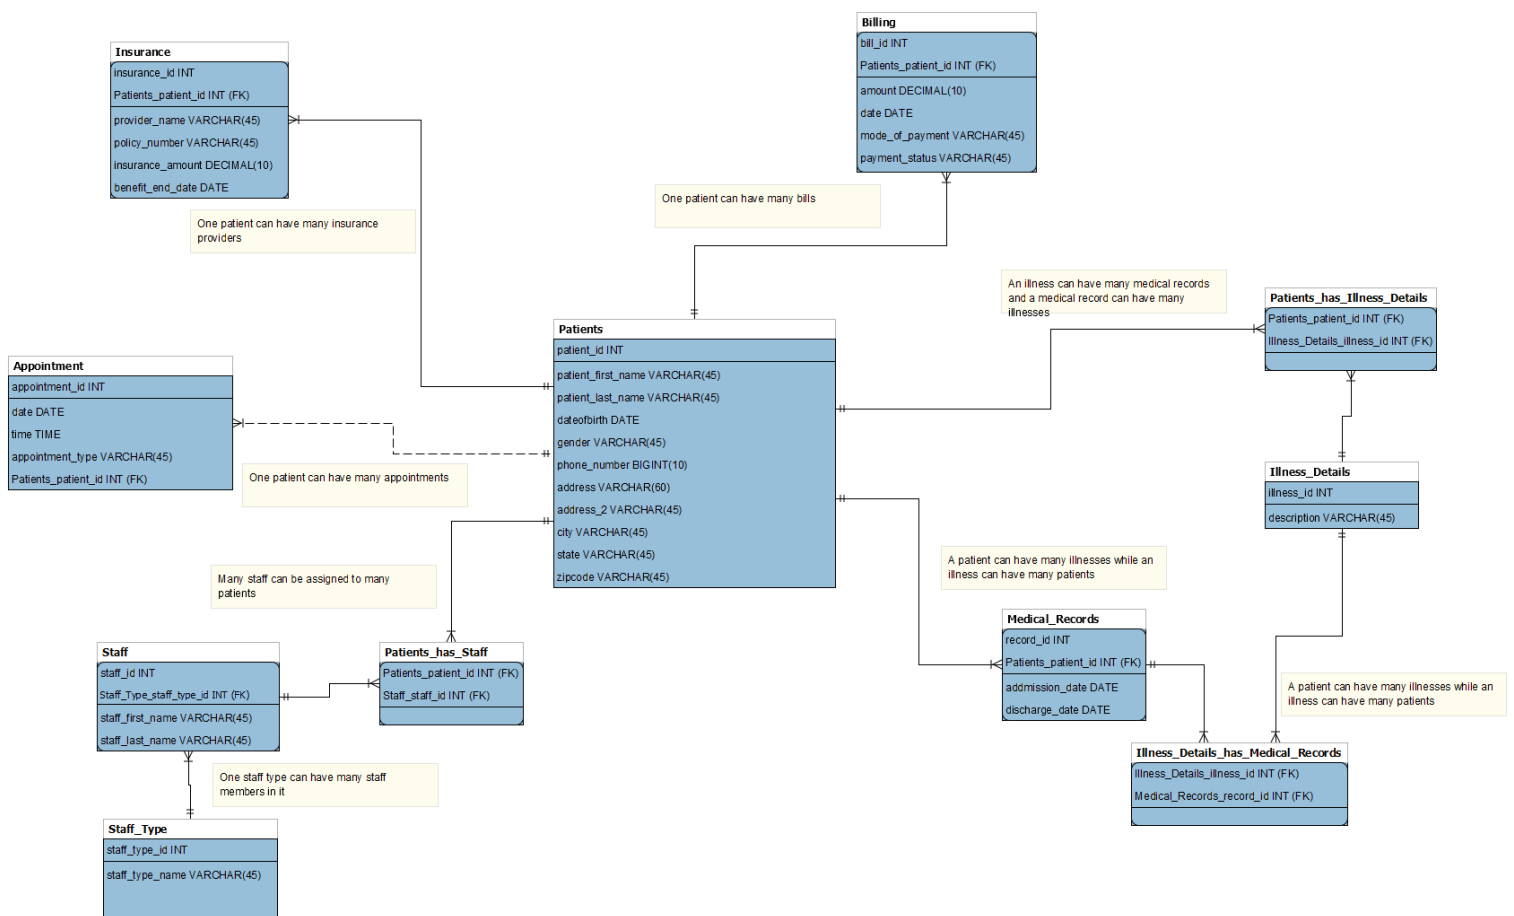 Billing
bill_id INT
Patients_patient_id INT (FK)
amount DECIMAL(10)
date DATE
mode_of_payment VARCHAR(45)
payment_status VARCHAR(45)
Insurance
insurance_id INT
Patients_patient_id INT (FK)
provider_name VARCHAR(45)
policy_number VARCHAR(45)
insurance_amount DECIMAL(10)
benefit_end_date DATE
One patient can have many insurance
providers
One patient can have many bills
An illness can have many medical records
and a medical record can have many
illnesses
Patients_has_Illness_Details
Patients_patient_id INT (FK)
Illness_Details_illness_id INT (FK)
Patients
patient_id INT
patient_first_name VARCHAR(45)
patient_last_name VARCHAR(45)
dateofbirth DATE
gender VARCHAR(45)
phone_number BIGINT(10)
address VARCHAR(60)
address_2 VARCHAR(45)
city VARCHAR(45)
state VARCHAR(45)
zipcode VARCHAR(45)
Appointment
appointment_id INT
date DATE
time TIME
appointment_type VARCHAR(45)
Patients_patient_id INT (FK)
One patient can have many appointments
Illness_Details
illness_id INT
description VARCHAR(45)
Many staff can be assigned to many
patients
A patient can have many illnesses while an
illness can have many patients
Medical_Records
record_id INT
Patients_patient_id INT (FK)
addmission_date DATE
discharge_date DATE
Staff
staff_id INT
Staff_Type_staff_type_id INT (FK)
staff_first_name VARCHAR(45)
staff_last_name VARCHAR(45)
Patients_has_Staff
Patients_patient_id INT (FK)
Staff_staff_id INT (FK)
A patient can have many illnesses while an
illness can have many patients
One staff type can have many staff
members in it
Illness_Details_has_Medical_Records
Illness_Details_illness_id INT (FK)
Medical_Records_record_id INT (FK)
Staff_Type
staff_type_id INT
staff_type_name VARCHAR(45)